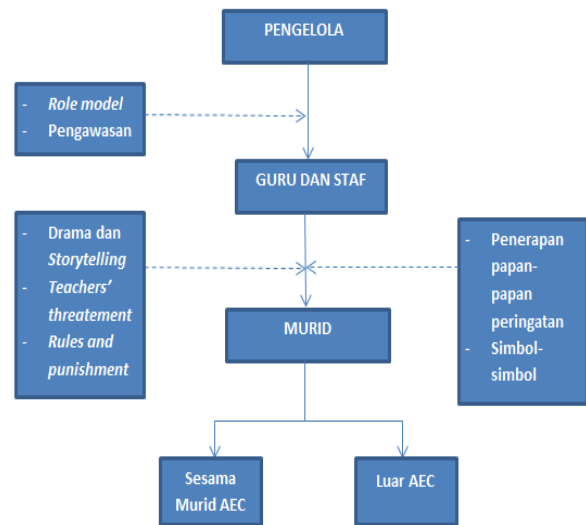 PENGELOLA
- Role model
- Pengawasan
GURU DAN STAF
- Drama dan
Storytelling
- Teachers'
threatement
- Rules and
punishment
- Penerapan
papan-
papan
peringatan
- Simbol-
simbol
MURID
Sesama
Murid AEC
Luar AEC